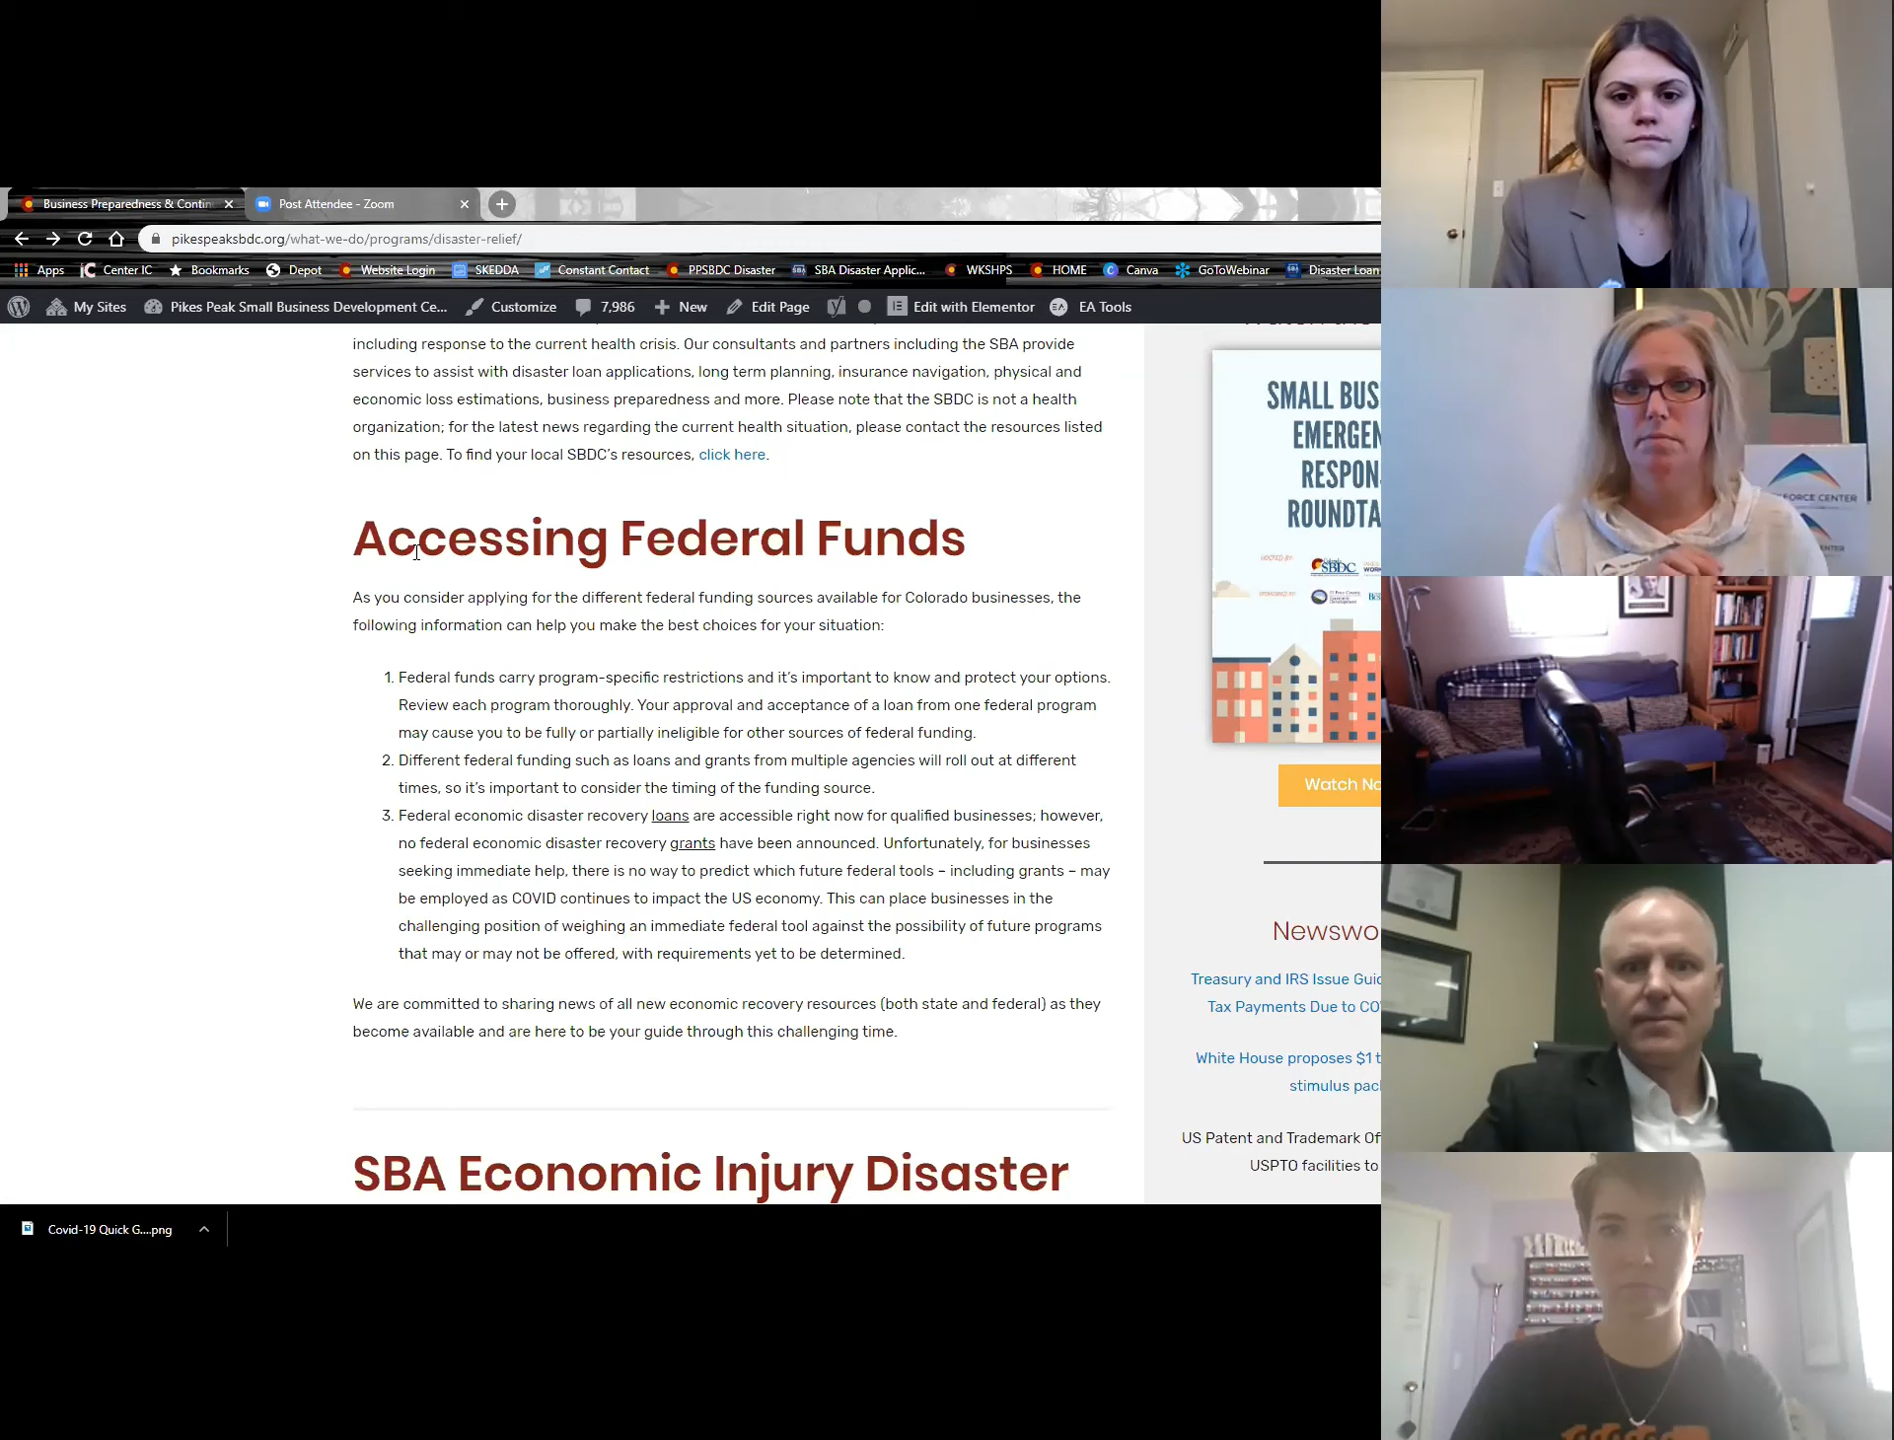 Business Preparedness & Contin
Post Attendee - Zoom
pikespeaksbdc.org/what-we-do/programs/disaster-relief/
Apps
Center IC
Bookmarks
Depot
Website Login
SKEDDA
Constant Contact
PPSBDC Disaster
SBA Disaster Applic...
WKSHPS
HOME
Canva
GoToWebinar
Disaster Loan
My Sites
Pikes Peak Small Business Development Ce...
Customize
7,986
New
Edit Page
Edit with Elementor
EA Tools
including response to the current health crisis. Our consultants and partners including the SBA provide
services to assist with disaster loan applications, long term planning, insurance navigation, physical and
economic loss estimations, business preparedness and more. Please note that the SBDC is not a health
organization; for the latest news regarding the current health situation, please contact the resources listed
on this page. To find your local SBDC's resources, click here.
Accessing Federal Funds
As you consider applying for the different federal funding sources available for Colorado businesses, the
following information can help you make the best choices for your situation:
1. Federal funds carry program-specific restrictions and it's important to know and protect your options.
Review each program thoroughly. Your approval and acceptance of a loan from one federal program
may cause you to be fully or partially ineligible for other sources of federal funding.
2. Different federal funding such as loans and grants from multiple agencies will roll out at different
times, so it's important to consider the timing of the funding source.
3. Federal economic disaster recovery loans are accessible right now for qualified businesses; however,
no federal economic disaster recovery grants have been announced. Unfortunately, for businesses
seeking immediate help, there is no way to predict which future federal tools – including grants – may
be employed as COVID continues to impact the US economy. This can place businesses in the
challenging position of weighing an immediate federal tool against the possibility of future programs
that may or may not be offered, with requirements yet to be determined.
We are committed to sharing news of all new economic recovery resources (both state and federal) as they
become available and are here to be your guide through this challenging time.
SBA Economic Injury Disaster
SMALL BUS
EMERGEN
RESPON
ROUNDTA
HOSTED BY:
SBDC
WORK
SPONSORED BY:
Watch No
Newswo
Treasury and IRS Issue Guid
Tax Payments Due to CO
White House proposes $1 t
stimulus pac
US Patent and Trademark Of
USPTO facilities to
Covid-19 Quick G....png
FORCE CENTER